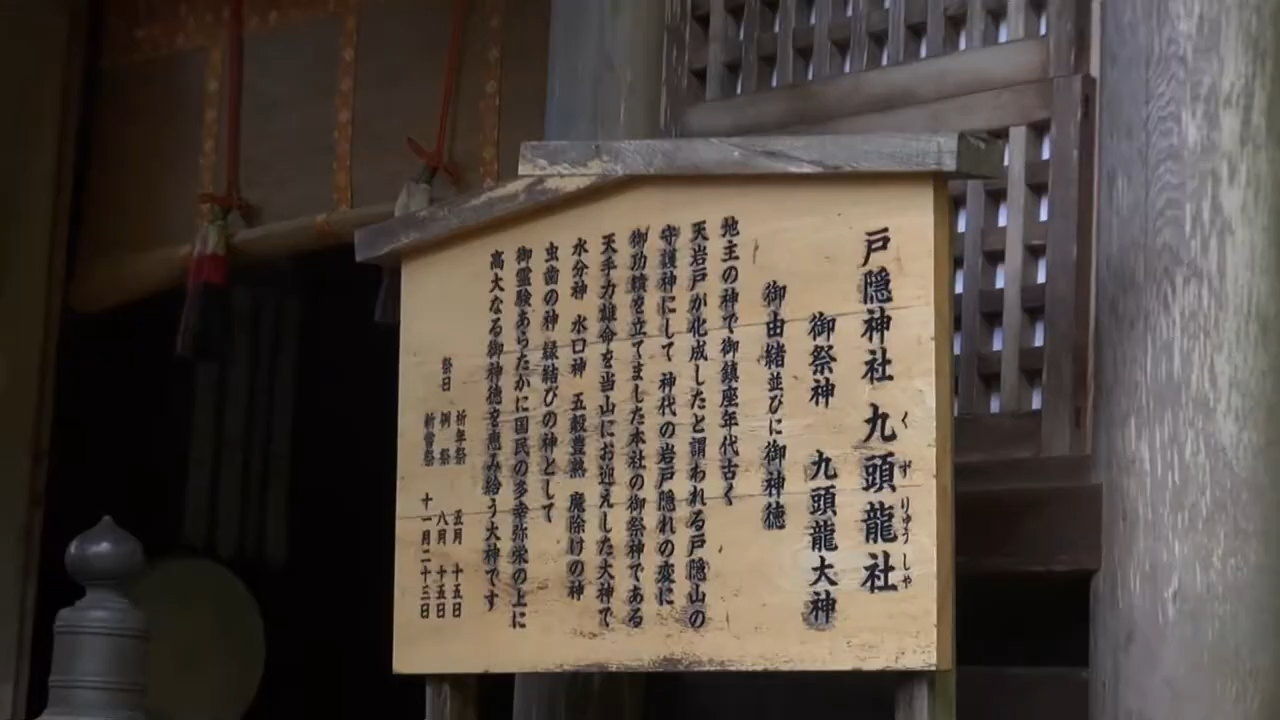 戸隠神社 九頭龍社
く ず りゅう しゃ
御祭神 九頭龍大神
御由緒並びに御神徳
地主の神で御鎮座年代古く
天岩戸が化成したと謂われる戸隠山の
守護神にして 神代の岩戸隠れの変に
御功績を立てました本社の御祭神である
天手力雄命を当山にお迎えした大神で
水分神 水口神 五穀豊熟 魔除けの神
虫歯の神 縁結びの神として
御霊験あらたかに国民の多幸弥栄の上に
高大なる御神徳を恵み給う大神です
祈年祭 五月 十五日
祭日 例 祭 八月 十五日
新嘗祭 十一月二十三日